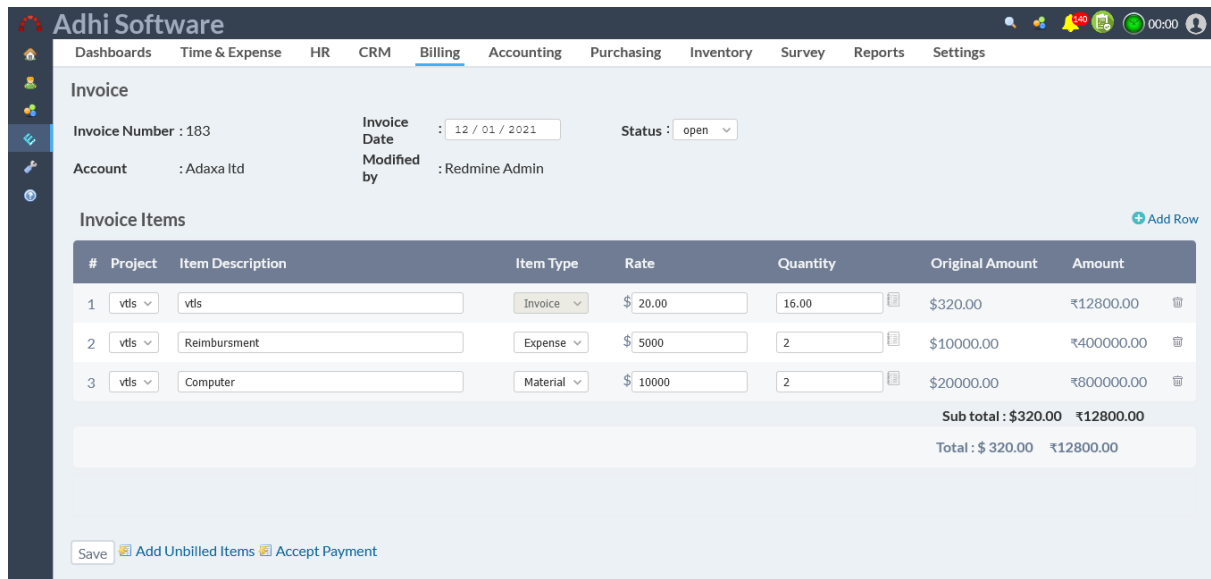 Adhi Software
140
00:00
Dashboards Time & Expense HR CRM Billing Accounting Purchasing Inventory Survey Reports Settings
Invoice
Invoice Number : 183 Invoice Date : 12 / 01 / 2021 Status : open
Account : Adaxa ltd Modified by : Redmine Admin
Invoice Items Add Row
# Project Item Description Item Type Rate Quantity Original Amount Amount
1 vtls vtls Invoice $ 20.00 16.00 $320.00 ₹12800.00
2 vtls Reimbursment Expense $ 5000 2 $10000.00 ₹400000.00
3 vtls Computer Material $ 10000 2 $20000.00 ₹800000.00
Sub total : $320.00 ₹12800.00
Total : $ 320.00 ₹12800.00
Save Add Unbilled Items Accept Payment